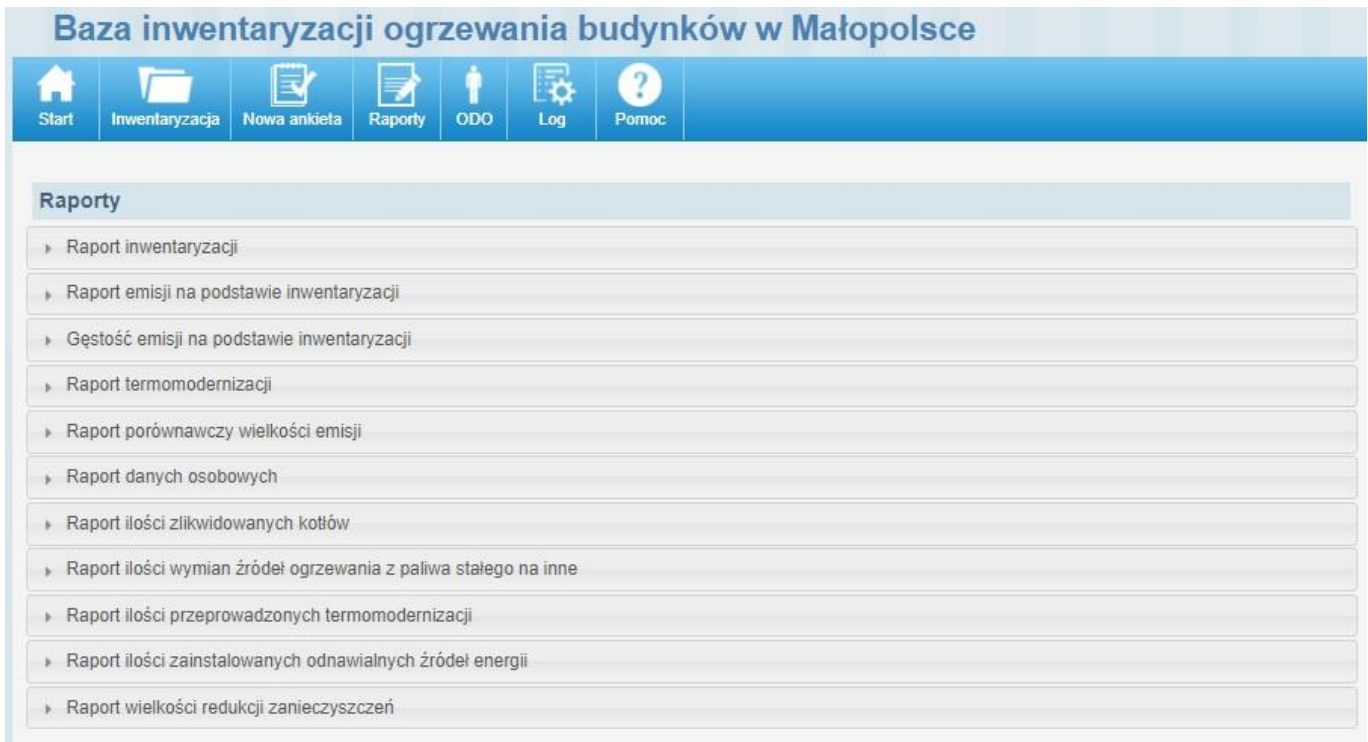 Baza inwentaryzacji ogrzewania budynków w Małopolsce
Start Inwentaryzacja Nowa ankieta Raporty ODO Log Pomoc
Raporty
Raport inwentaryzacji
Raport emisji na podstawie inwentaryzacji
Gęstość emisji na podstawie inwentaryzacji
Raport termomodernizacji
Raport porównawczy wielkości emisji
Raport danych osobowych
Raport ilości zlikwidowanych kotłów
Raport ilości wymian źródeł ogrzewania z paliwa stałego na inne
Raport ilości przeprowadzonych termomodernizacji
Raport ilości zainstalowanych odnawialnych źródeł energii
Raport wielkości redukcji zanieczyszczeń